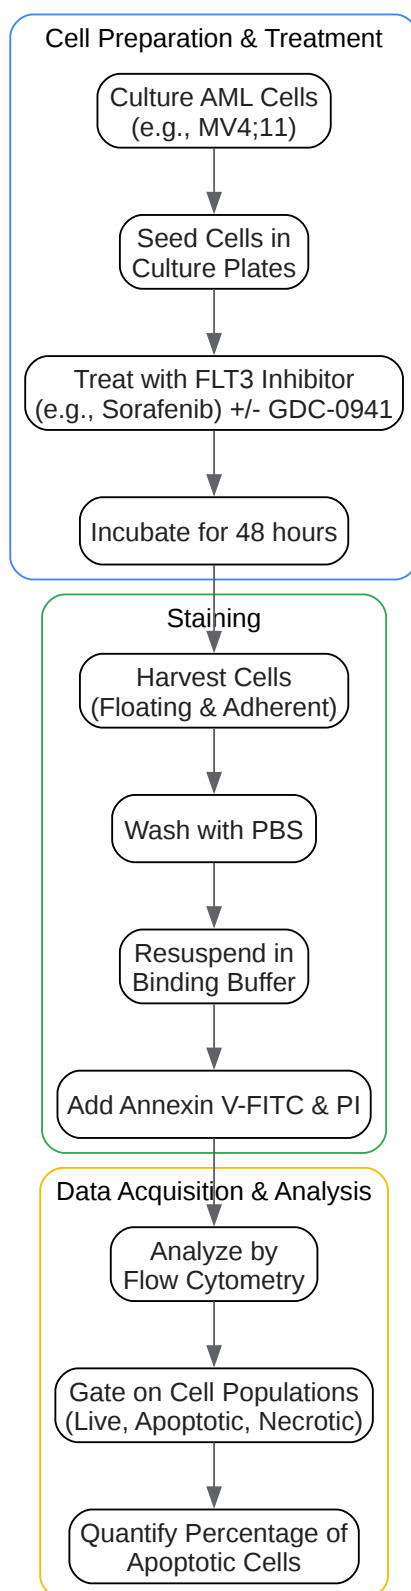 Cell Preparation & Treatment
Culture AML Cells
(e.g., MV4;11)
Seed Cells in
Culture Plates
Treat with FLT3 Inhibitor
(e.g., Sorafenib) +/- GDC-0941
Incubate for 48 hours
Staining
Harvest Cells
(Floating & Adherent)
Wash with PBS
Resuspend in
Binding Buffer
Add Annexin V-FITC & PI
Data Acquisition & Analysis
Analyze by
Flow Cytometry
Gate on Cell Populations
(Live, Apoptotic, Necrotic)
Quantify Percentage of
Apoptotic Cells